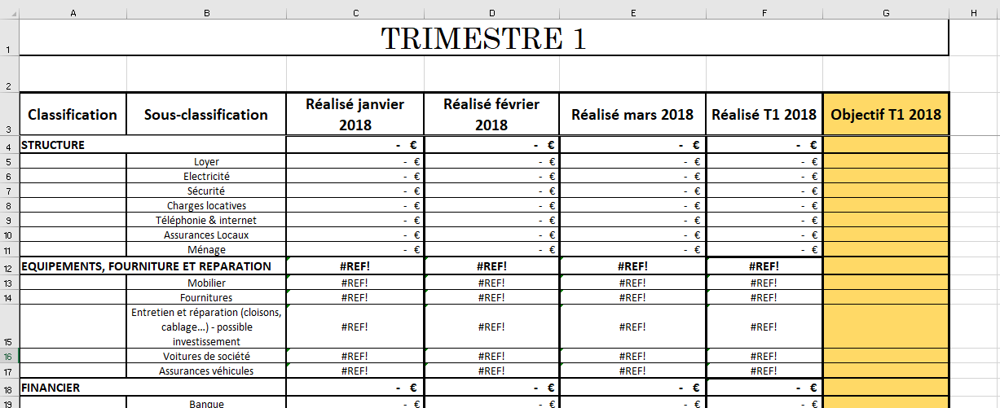 A B C D E F G H
1 TRIMESTRE 1
2
3 Classification Sous-classification Réalisé janvier 2018 Réalisé février 2018 Réalisé mars 2018 Réalisé T1 2018 Objectif T1 2018
4 STRUCTURE - € - € - € - €
5 Loyer - € - € - € - €
6 Electricité - € - € - € - €
7 Sécurité - € - € - € - €
8 Charges locatives - € - € - € - €
9 Téléphonie & internet - € - € - € - €
10 Assurances Locaux - € - € - € - €
11 Ménage - € - € - € - €
12 EQUIPEMENTS, FOURNITURE ET REPARATION #REF! #REF! #REF! #REF!
13 Mobilier #REF! #REF! #REF! #REF!
14 Fournitures #REF! #REF! #REF! #REF!
15 Entretien et réparation (cloisons, cablage...) - possible investissement #REF! #REF! #REF! #REF!
16 Voitures de société #REF! #REF! #REF! #REF!
17 Assurances véhicules #REF! #REF! #REF! #REF!
18 FINANCIER - € - € - € - €
19 Banque - € - € - € - €